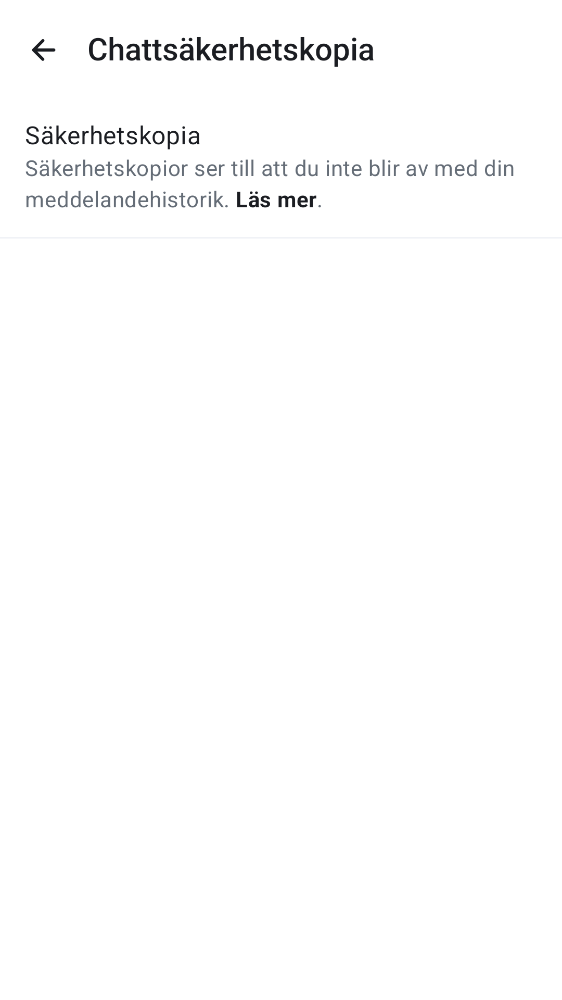 Chattsäkerhetskopia
Säkerhetskopia
Säkerhetskopior ser till att du inte blir av med din
meddelandehistorik. Läs mer.